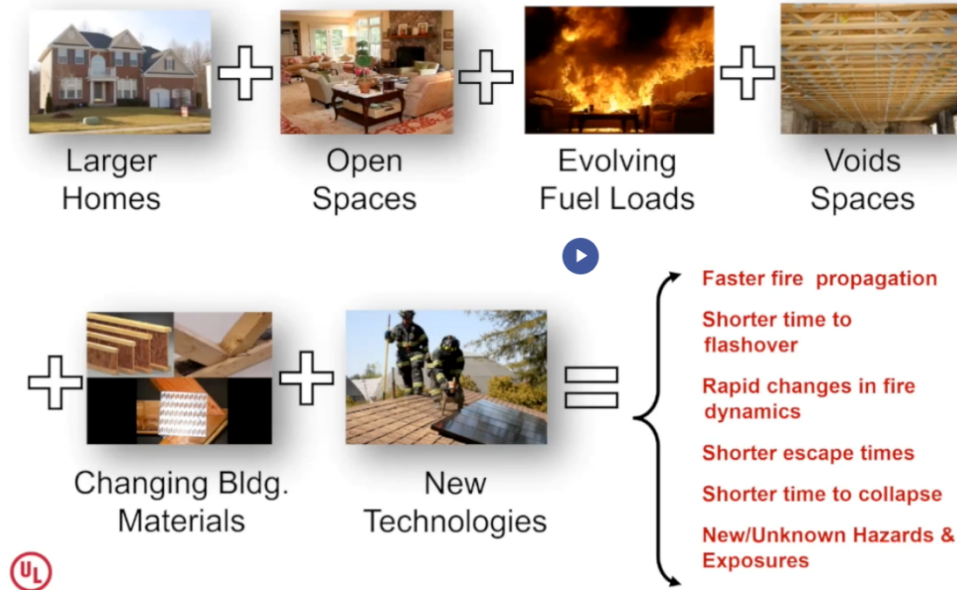 Larger
Homes
Open
Spaces
Evolving
Fuel Loads
Voids
Spaces
Changing Bldg.
Materials
New
Technologies
Faster fire propagation
Shorter time to
flashover
Rapid changes in fire
dynamics
Shorter escape times
Shorter time to collapse
New/Unknown Hazards &
Exposures
UL